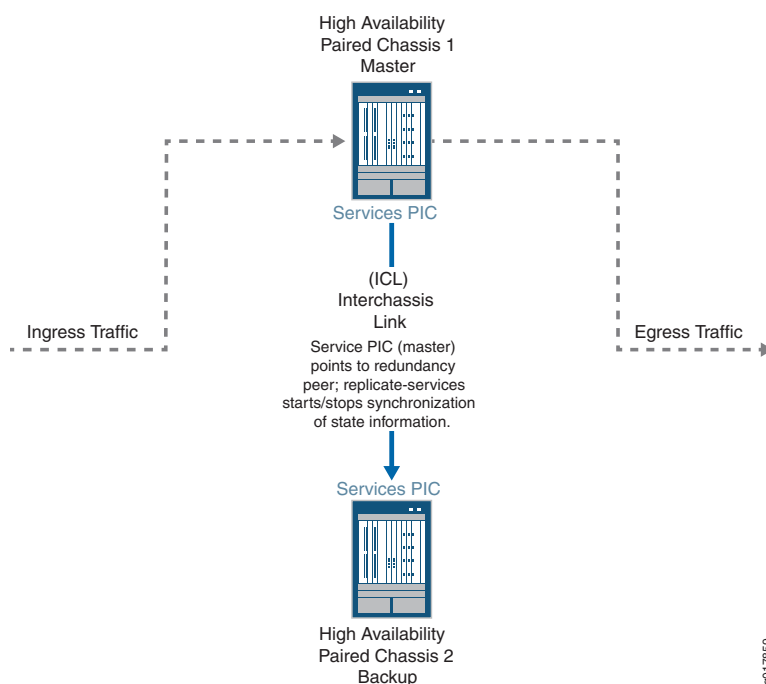 High Availability
Paired Chassis 1
Master
Services PIC
(ICL)
Interchassis
Link
Ingress Traffic
Egress Traffic
Service PIC (master)
points to redundancy
peer; replicate-services
starts/stops synchronization
of state information.
Services PIC
High Availability
Paired Chassis 2
Backup